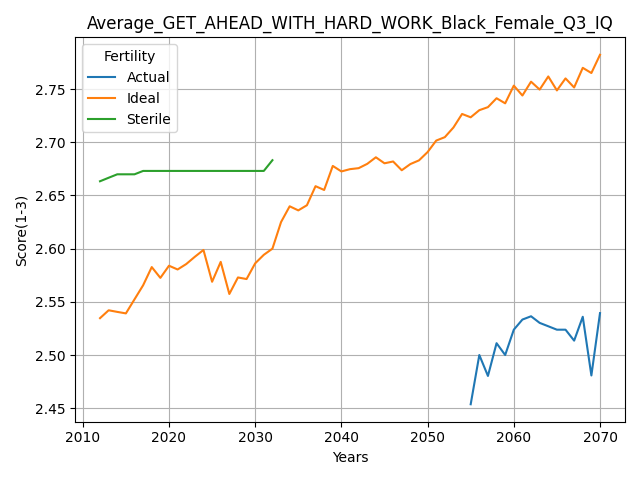 Average_GET_AHEAD_WITH_HARD_WORK_Black_Female_Q3_IQ
Fertility
Actual
Ideal
Sterile
Score(1-3)
2.75
2.70
2.65
2.60
2.55
2.50
2.45
2010 2020 2030 2040 2050 2060 2070
Years